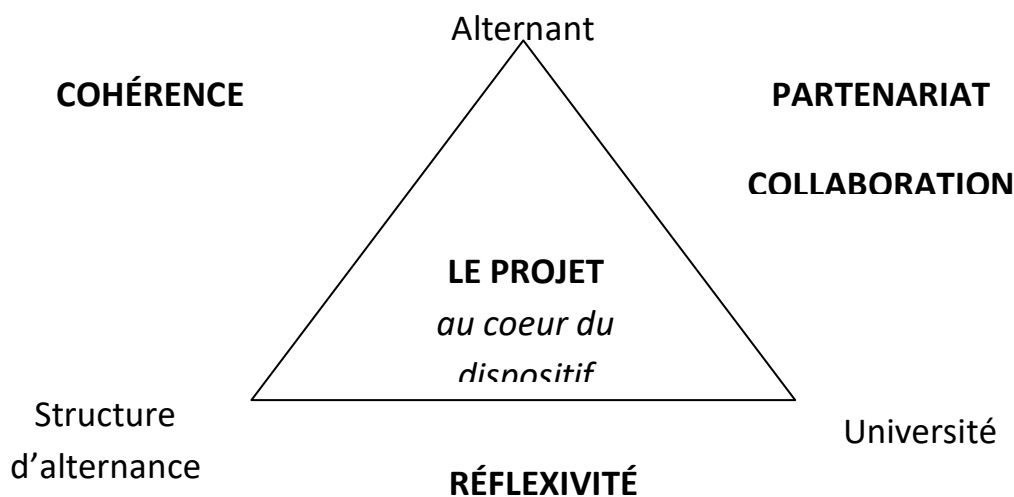 Alternant
COHÉRENCE
PARTENARIAT
COLLABORATION
LE PROJET
au coeur du
dispositif
Structure
d’alternance
Université
RÉFLEXIVITÉ